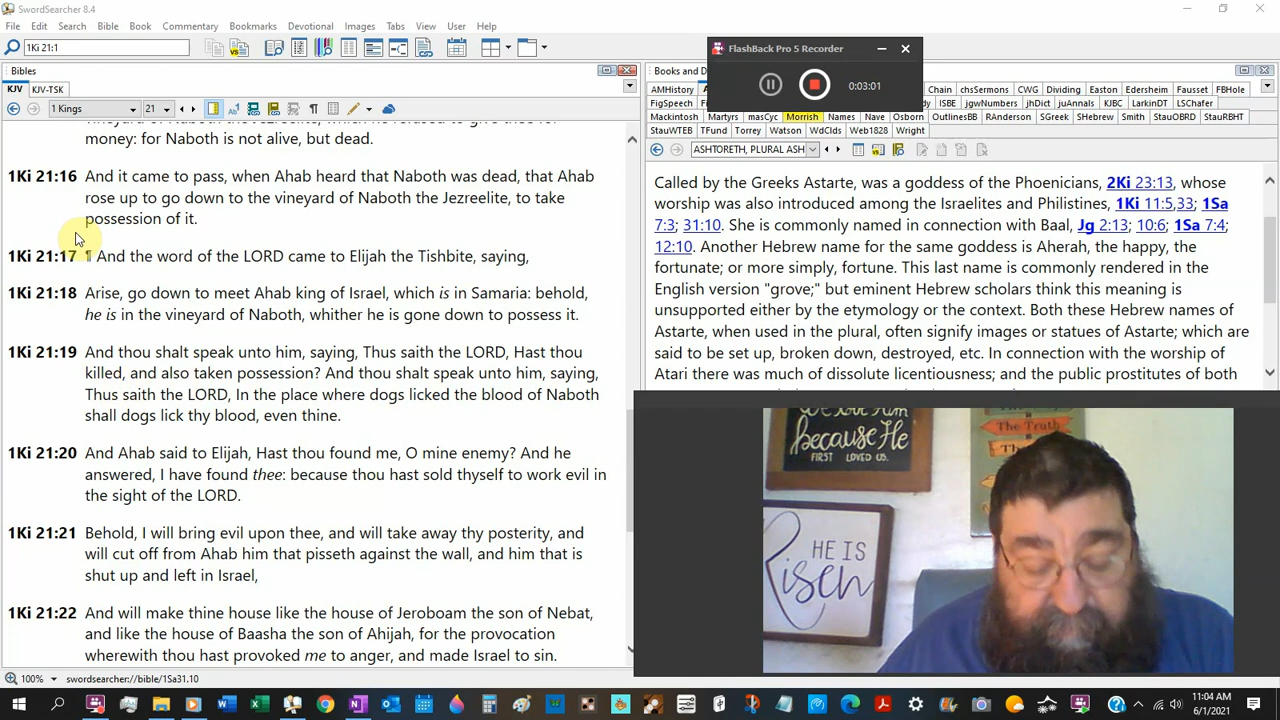 SwordSearcher 8.4
File Edit Search Bible Book Commentary Bookmarks Devotional Images Tabs View User Help
1Ki 21:1
FlashBack Pro 5 Recorder
0:03:01
Bibles
KJV KJV-TSK
1 Kings 21
money: for Naboth is not alive, but dead.
1Ki 21:16 And it came to pass, when Ahab heard that Naboth was dead, that Ahab
rose up to go down to the vineyard of Naboth the Jezreelite, to take
possession of it.
1Ki 21:17 ¶ And the word of the LORD came to Elijah the Tishbite, saying,
1Ki 21:18 Arise, go down to meet Ahab king of Israel, which is in Samaria: behold,
he is in the vineyard of Naboth, whither he is gone down to possess it.
1Ki 21:19 And thou shalt speak unto him, saying, Thus saith the LORD, Hast thou
killed, and also taken possession? And thou shalt speak unto him, saying,
Thus saith the LORD, In the place where dogs licked the blood of Naboth
shall dogs lick thy blood, even thine.
1Ki 21:20 And Ahab said to Elijah, Hast thou found me, O mine enemy? And he
answered, I have found thee: because thou hast sold thyself to work evil in
the sight of the LORD.
1Ki 21:21 Behold, I will bring evil upon thee, and will take away thy posterity, and
will cut off from Ahab him that pisseth against the wall, and him that is
shut up and left in Israel,
1Ki 21:22 And will make thine house like the house of Jeroboam the son of Nebat,
and like the house of Baasha the son of Ahijah, for the provocation
wherewith thou hast provoked me to anger, and made Israel to sin.
100% swordsearcher://bible/1Sa31.10
Books and D
AMHistory Chain chsSermons CWG Dividing Easton Edersheim Fausset FBHole
FigSpeech ISBE jgwNumbers jhDict juAnnals KJBC LarkinDT LSChafer
Mackintosh Martyrs masCyc Morrish Names Nave Osborn OutlinesBB RAnderson SGreek SHebrew Smith StauOBRD StauRBHT
StauWTEB TFund Torrey Watson WdClds Web1828 Wright
ASHTORETH, PLURAL ASH
Called by the Greeks Astarte, was a goddess of the Phoenicians, 2Ki 23:13, whose
worship was also introduced among the Israelites and Philistines, 1Ki 11:5,33; 1Sa
7:3; 31:10. She is commonly named in connection with Baal, Jg 2:13; 10:6; 1Sa 7:4;
12:10. Another Hebrew name for the same goddess is Aherah, the happy, the
fortunate; or more simply, fortune. This last name is commonly rendered in the
English version "grove;" but eminent Hebrew scholars think this meaning is
unsupported either by the etymology or the context. Both these Hebrew names of
Astarte, when used in the plural, often signify images or statues of Astarte; which are
said to be set up, broken down, destroyed, etc. In connection with the worship of
Atari there was much of dissolute licentiousness; and the public prostitutes of both
We love Him
because He
FIRST LOVED US.
The Truth
The
HE IS
Risen
11:04 AM
6/1/2021